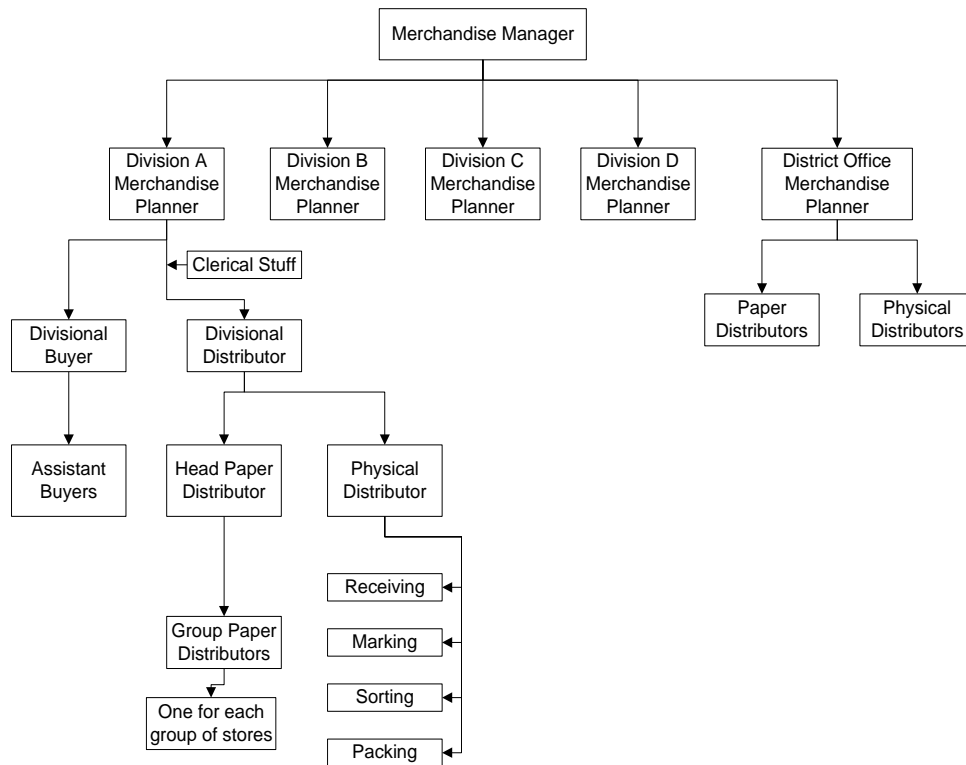 Merchandise Manager
Division A
Merchandise
Planner
Division B
Merchandise
Planner
Division C
Merchandise
Planner
Division D
Merchandise
Planner
District Office
Merchandise
Planner
Clerical Stuff
Divisional
Buyer
Divisional
Distributor
Paper
Distributors
Physical
Distributors
Assistant
Buyers
Head Paper
Distributor
Physical
Distributor
Receiving
Group Paper
Distributors
Marking
Sorting
One for each
group of stores
Packing